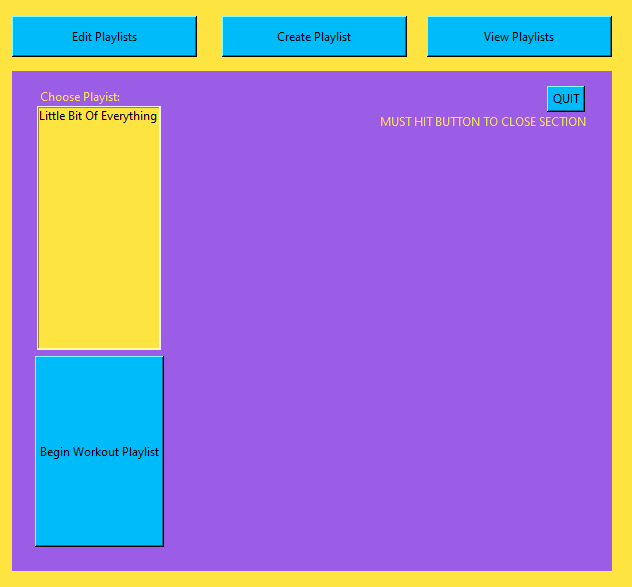 Edit Playlists
Create Playlist
View Playlists
Choose Playist:
QUIT
MUST HIT BUTTON TO CLOSE SECTION
Little Bit Of Everything
Begin Workout Playlist